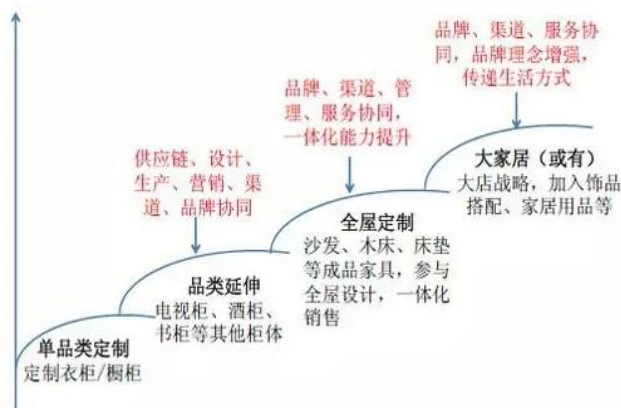 品牌、渠道、服务协
同，品牌理念增强，
传递生活方式
品牌、渠道、管
理、服务协同，
一体化能力提升
供应链、设计、
生产、营销、渠
道、品牌协同
大家居（或有）
大店战略，加入饰品
搭配、家居用品等
全屋定制
沙发、木床、床垫
等成品家具，参与
全屋设计，一体化
销售
品类延伸
电视柜、酒柜、
书柜等其他柜体
单品类定制
定制衣柜/橱柜